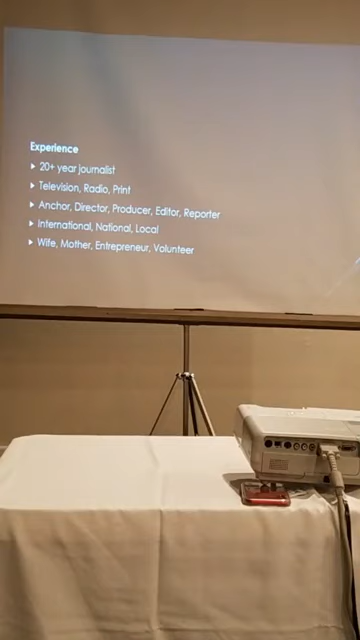 Experience
20+ year journalist
Television, Radio, Print
Anchor, Director, Producer, Editor, Reporter
International, National, Local
Wife, Mother, Entrepreneur, Volunteer